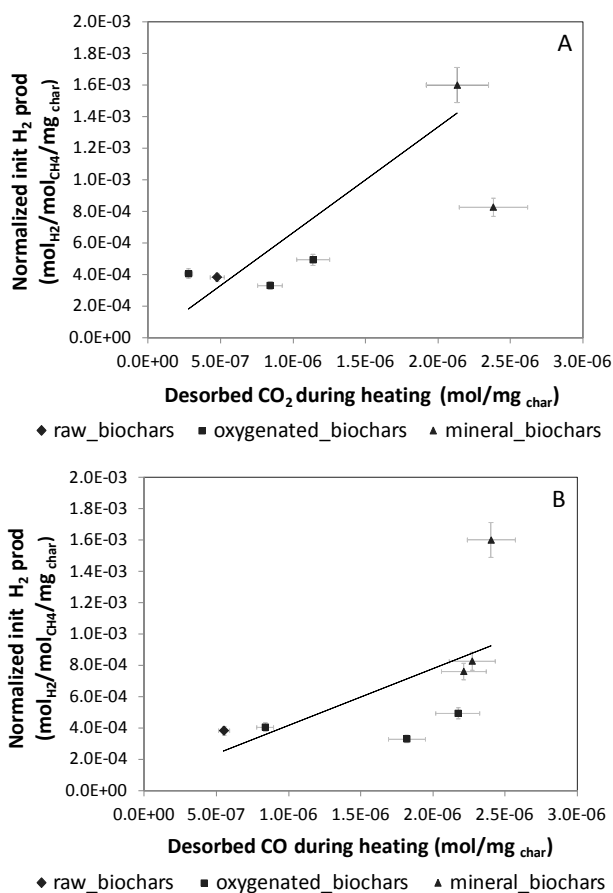 A
Normalized init H2 prod
(molH2/molCH4/mg char)
2.0E-03
1.8E-03
1.6E-03
1.4E-03
1.2E-03
1.0E-03
8.0E-04
6.0E-04
4.0E-04
2.0E-04
0.0E+00
0.0E+00 5.0E-07 1.0E-06 1.5E-06 2.0E-06 2.5E-06 3.0E-06
Desorbed CO2 during heating (mol/mg char)
raw_biochars oxygenated_biochars mineral_biochars
B
Normalized init H2 prod
(molH2/molCH4/mg char)
2.0E-03
1.8E-03
1.6E-03
1.4E-03
1.2E-03
1.0E-03
8.0E-04
6.0E-04
4.0E-04
2.0E-04
0.0E+00
0.0E+00 5.0E-07 1.0E-06 1.5E-06 2.0E-06 2.5E-06 3.0E-06
Desorbed CO during heating (mol/mg char)
raw_biochars oxygenated_biochars mineral_biochars